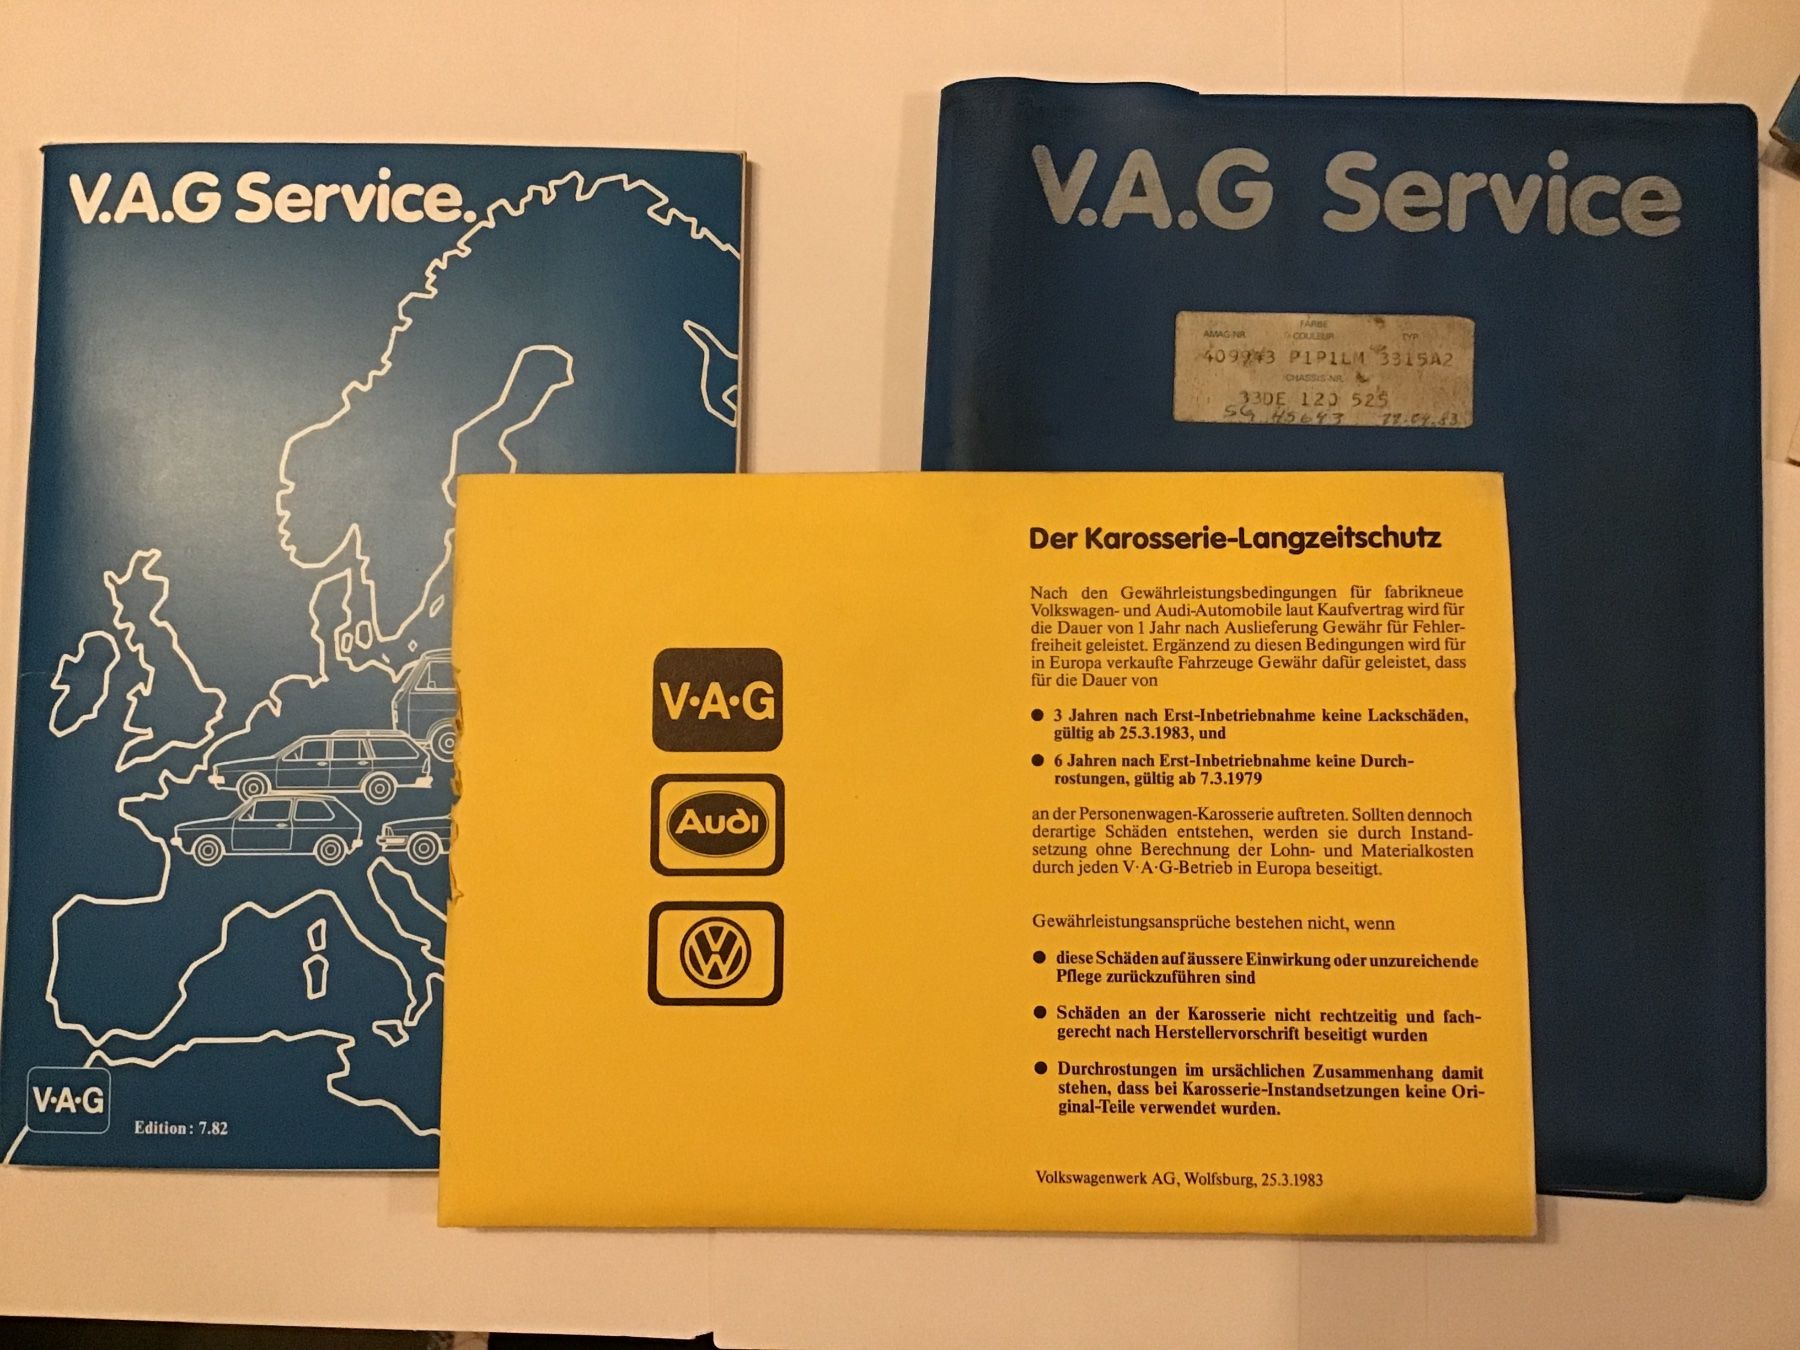 V.A.G Service.
V·A·G
Edition: 7.82
V.A.G Service
AMAG-NR. FARBE COULEUR TYP
P1P1LM 3315A2
CHASSIS-NR.
33DE 120 525
SG 45643
V·A·G
Audi
VW
Der Karosserie-Langzeitschutz
Nach den Gewährleistungsbedingungen für fabrikneue
Volkswagen- und Audi-Automobile laut Kaufvertrag wird für
die Dauer von 1 Jahr nach Auslieferung Gewähr für Fehler-
freiheit geleistet. Ergänzend zu diesen Bedingungen wird für
in Europa verkaufte Fahrzeuge Gewähr dafür geleistet, dass
für die Dauer von
● 3 Jahren nach Erst-Inbetriebnahme keine Lackschäden,
gültig ab 25.3.1983, und
● 6 Jahren nach Erst-Inbetriebnahme keine Durch-
rostungen, gültig ab 7.3.1979
an der Personenwagen-Karosserie auftreten. Sollten dennoch
derartige Schäden entstehen, werden sie durch Instand-
setzung ohne Berechnung der Lohn- und Materialkosten
durch jeden V·A·G-Betrieb in Europa beseitigt.
Gewährleistungsansprüche bestehen nicht, wenn
● diese Schäden auf äussere Einwirkung oder unzureichende
Pflege zurückzuführen sind
● Schäden an der Karosserie nicht rechtzeitig und fach-
gerecht nach Herstellervorschrift beseitigt wurden
● Durchrostungen im ursächlichen Zusammenhang damit
stehen, dass bei Karosserie-Instandsetzungen keine Ori-
ginal-Teile verwendet wurden.
Volkswagenwerk AG, Wolfsburg, 25.3.1983